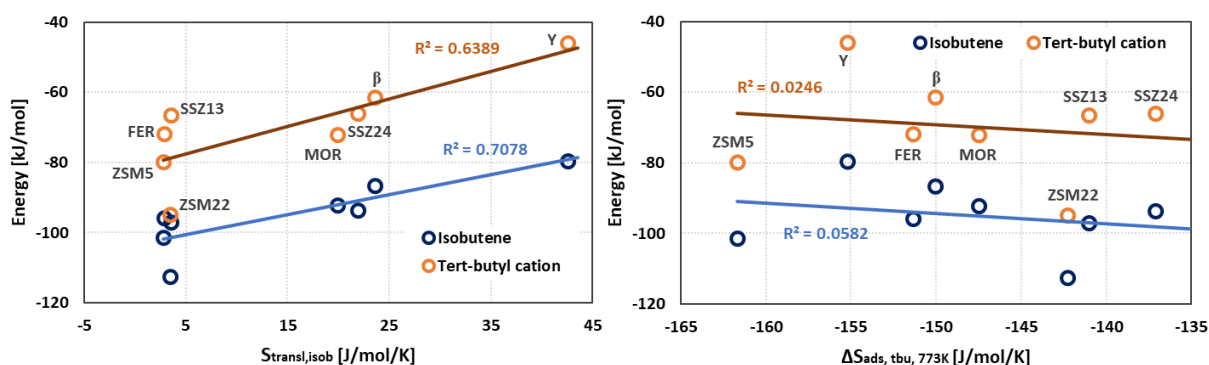 -40
-60
-80
-100
-120
Energy [kJ/mol]
-5
5
15
25
35
45
S transl,isob [J/mol/K]
R² = 0.6389
R² = 0.7078
Y
β
SSZ13
FER
SSZ24
MOR
ZSM5
ZSM22
Isobutene
Tert-butyl cation
-40
-60
-80
-100
-120
Energy [kJ/mol]
-165
-160
-155
-150
-145
-140
-135
ΔS ads, tbu, 773K [J/mol/K]
Isobutene
Tert-butyl cation
Y
β
R² = 0.0246
SSZ13
SSZ24
ZSM5
FER
MOR
ZSM22
R² = 0.0582